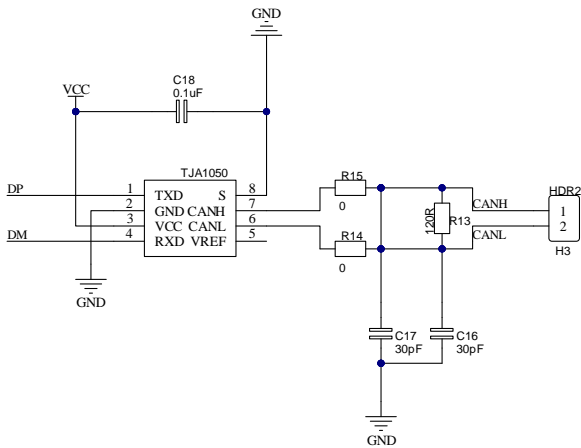 GND
C18
0.1uF
VCC
TJA1050
DP 1 TXD S 8
2 GND CANH 7
3 VCC CANL 6
DM 4 RXD VREF 5
GND
R15
0
R14
0
120R
R13
CANH
CANL
HDR2
1
2
H3
C17
30pF
C16
30pF
GND